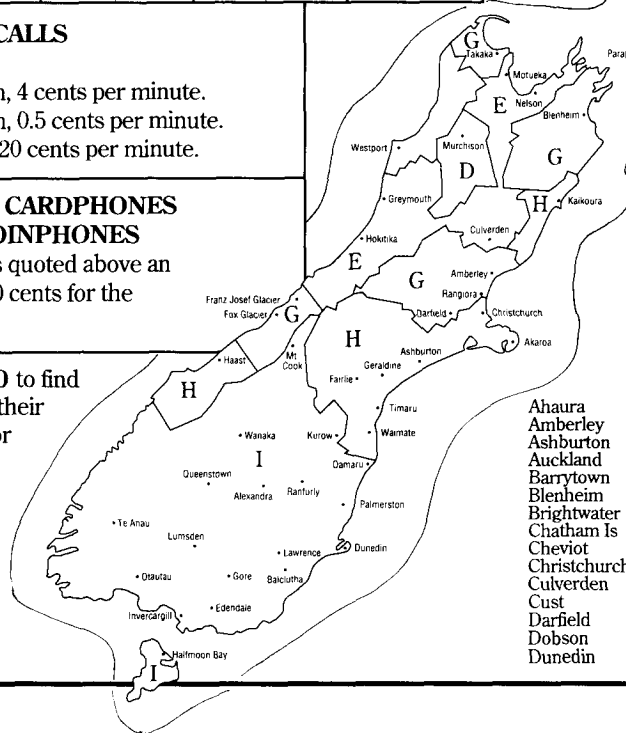 CALLS
n, 4 cents per minute.
n, 0.5 cents per minute.
20 cents per minute.
CARDPHONES
OINPHONES
s quoted above an
0 cents for the
0 to find
their
or
G
Takaka
Motueka
Nelson
E
Blenheim
Westport
Murchison
D
G
Greymouth
H
Kaikoura
Culverden
Hokitika
E
G
Amberley
Rangiora
Franz Josef Glacier
Fox Glacier
G
Darfield
Christchurch
H
Akaroa
Haast
Mt
Cook
Ashburton
Geraldine
Fairlie
H
Timaru
Wanaka
Kurow
Waimate
I
Oamaru
Queenstown
Alexandra
Ranfurly
Palmerston
Te Anau
Lumsden
Lawrence
Dunedin
Otautau
Gore
Balclutha
Edendale
Invercargill
Halfmoon Bay
I
Ahaura
Amberley
Ashburton
Auckland
Barrytown
Blenheim
Brightwater
Chatham Is
Cheviot
Christchurch
Culverden
Cust
Darfield
Dobson
Dunedin